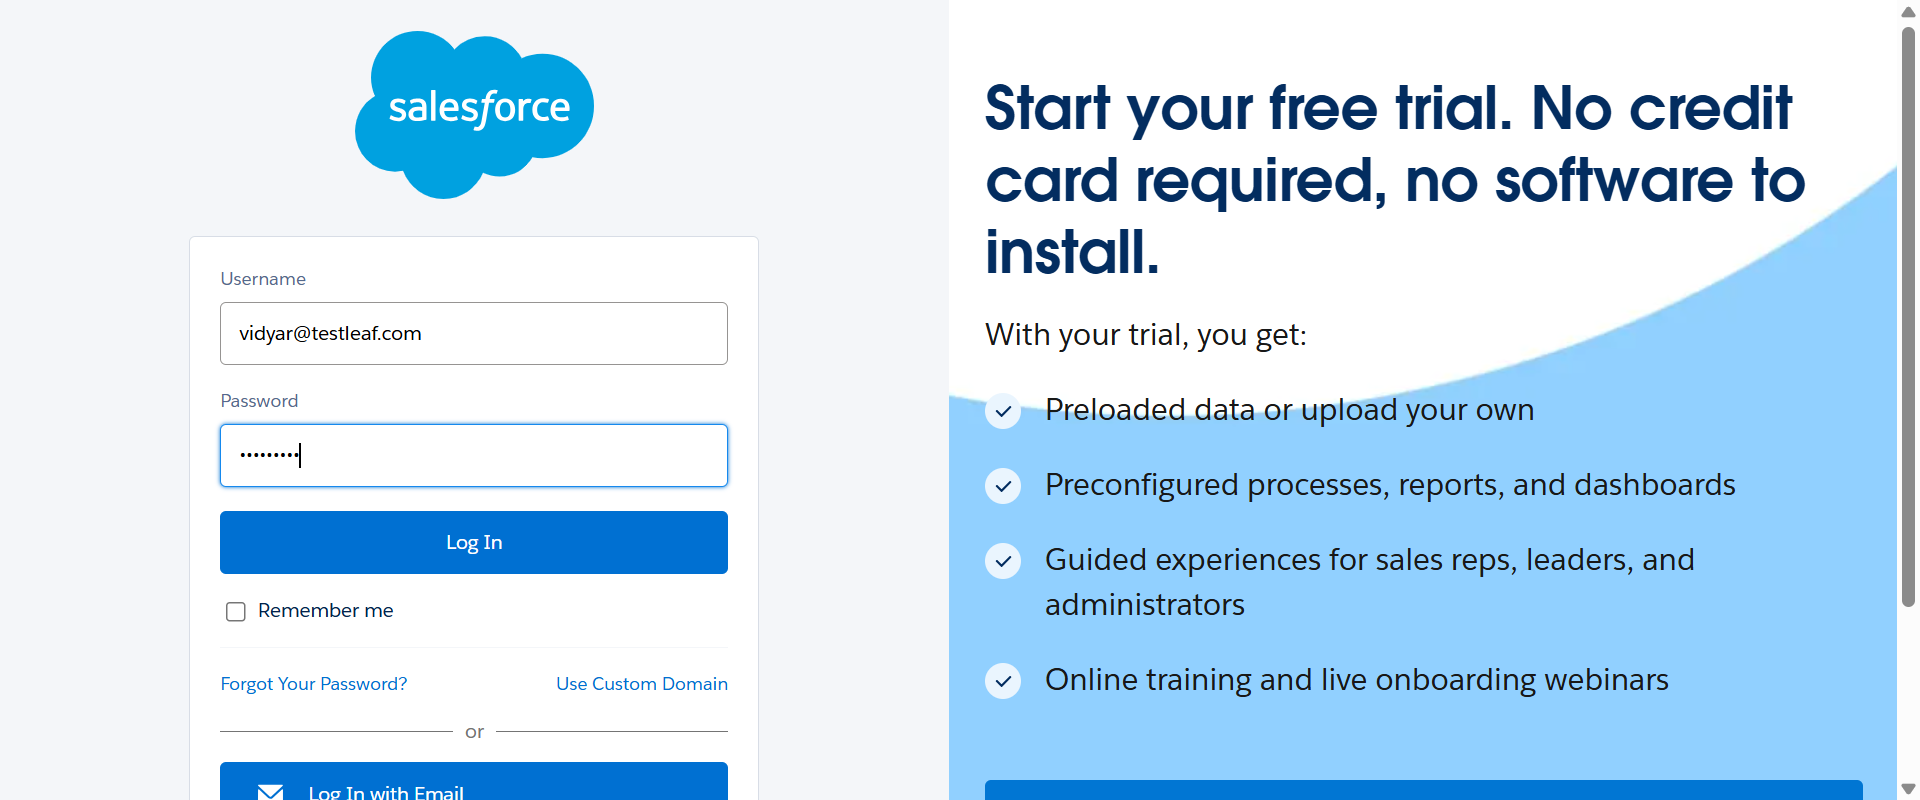 salesforce
Username
vidyar@testleaf.com
Password
•••••••••
Log In
Remember me
Forgot Your Password?
Use Custom Domain
or
Log In with Email
Start your free trial. No credit
card required, no software to
install.
With your trial, you get:
Preloaded data or upload your own
Preconfigured processes, reports, and dashboards
Guided experiences for sales reps, leaders, and
administrators
Online training and live onboarding webinars